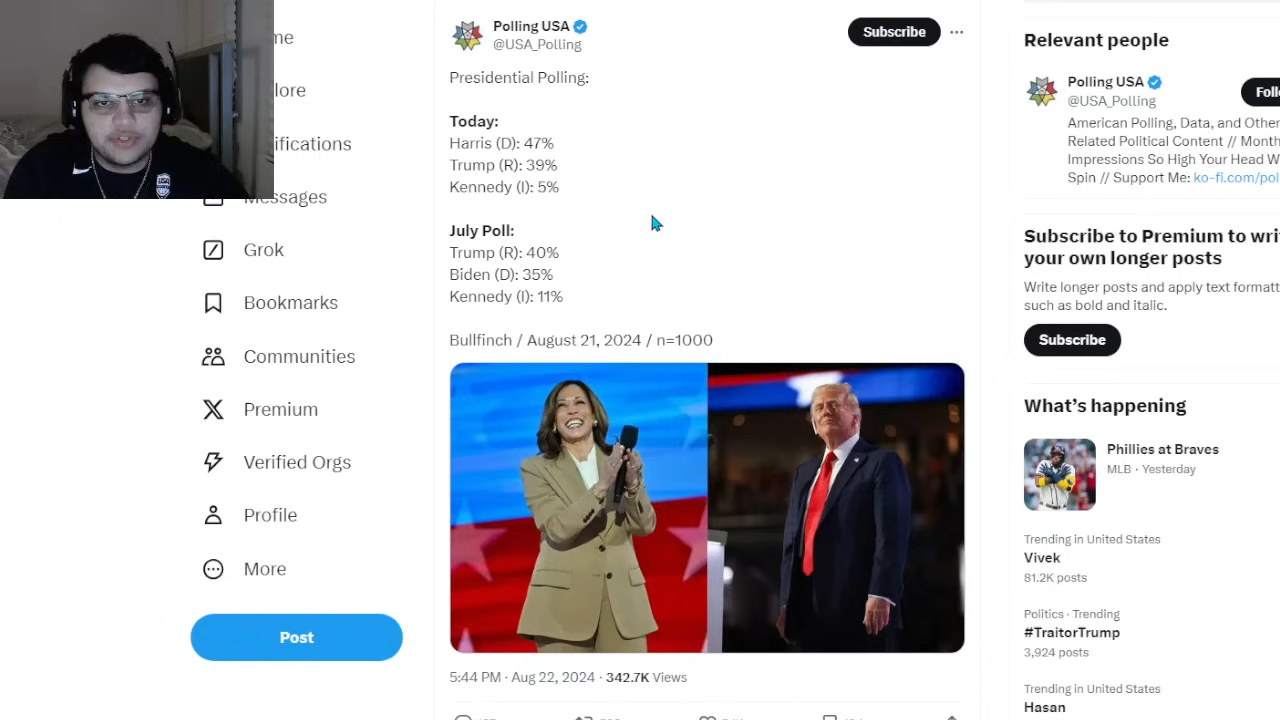 me
lore
ifications
Messages
Grok
Bookmarks
Communities
Premium
Verified Orgs
Profile
More
Post
Polling USA
@USA_Polling
Subscribe
Presidential Polling:
Today:
Harris (D): 47%
Trump (R): 39%
Kennedy (I): 5%
July Poll:
Trump (R): 40%
Biden (D): 35%
Kennedy (I): 11%
Bullfinch / August 21, 2024 / n=1000
5:44 PM · Aug 22, 2024 · 342.7K Views
Relevant people
Polling USA
@USA_Polling
Follo
American Polling, Data, and Other
Related Political Content // Month
Impressions So High Your Head W
Spin // Support Me: ko-fi.com/pol
Subscribe to Premium to wri
your own longer posts
Write longer posts and apply text formatt
such as bold and italic.
Subscribe
What's happening
Phillies at Braves
MLB · Yesterday
Trending in United States
Vivek
81.2K posts
Politics · Trending
#TraitorTrump
3,924 posts
Trending in United States
Hasan